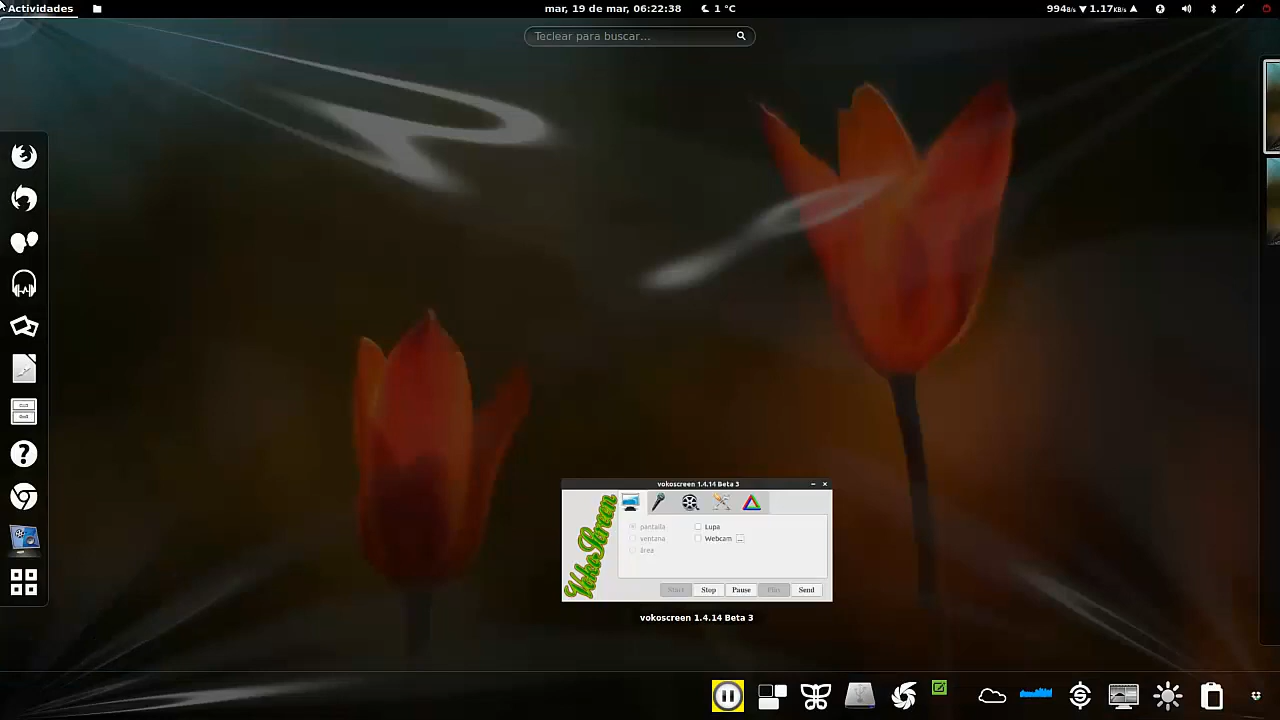 Actividades
mar, 19 de mar, 06:22:38
1 °C
994B/s ▼ 1.17KB/s ▲
Teclear para buscar...
vokoscreen 1.4.14 Beta 3
VokoScreen
pantalla
Lupa
ventana
Webcam ...
área
Start
Stop
Pause
Play
Send
vokoscreen 1.4.14 Beta 3